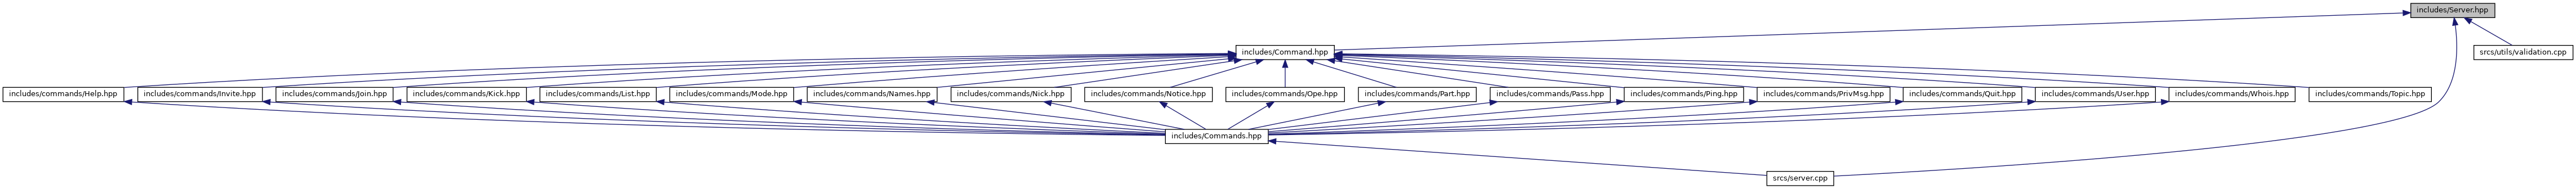 includes/Server.hpp
includes/Command.hpp
srcs/utils/validation.cpp
includes/commands/Help.hpp
includes/commands/Invite.hpp
includes/commands/Join.hpp
includes/commands/Kick.hpp
includes/commands/List.hpp
includes/commands/Mode.hpp
includes/commands/Names.hpp
includes/commands/Nick.hpp
includes/commands/Notice.hpp
includes/commands/Ope.hpp
includes/commands/Part.hpp
includes/commands/Pass.hpp
includes/commands/Ping.hpp
includes/commands/PrivMsg.hpp
includes/commands/Quit.hpp
includes/commands/User.hpp
includes/commands/Whois.hpp
includes/commands/Topic.hpp
includes/Commands.hpp
srcs/server.cpp